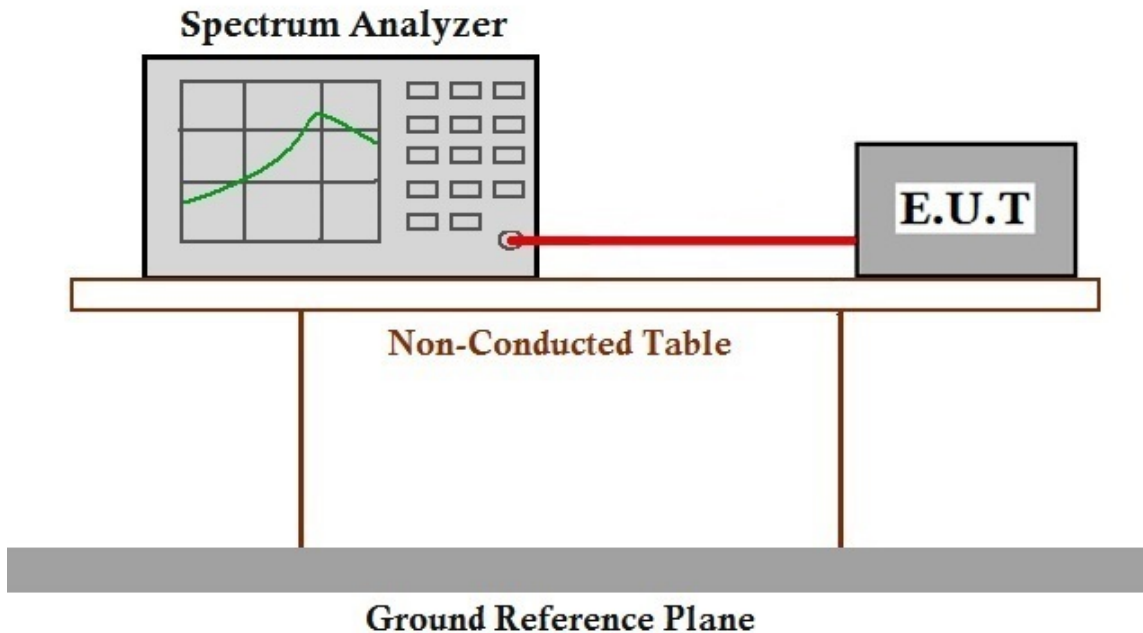 Spectrum Analyzer
E.U.T
Non-Conducted Table
Ground Reference Plane